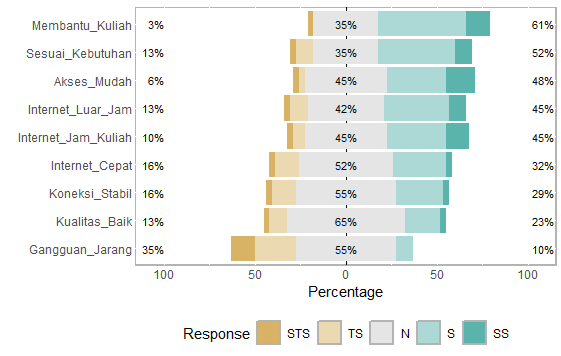 Membantu_Kuliah 3% 35% 61%
Sesuai_Kebutuhan 13% 35% 52%
Akses_Mudah 6% 45% 48%
Internet_Luar_Jam 13% 42% 45%
Internet_Jam_Kuliah 10% 45% 45%
Internet_Cepat 16% 52% 32%
Koneksi_Stabil 16% 55% 29%
Kualitas_Baik 13% 65% 23%
Gangguan_Jarang 35% 55% 10%
100 50 0 50 100
Percentage
Response STS TS N S SS